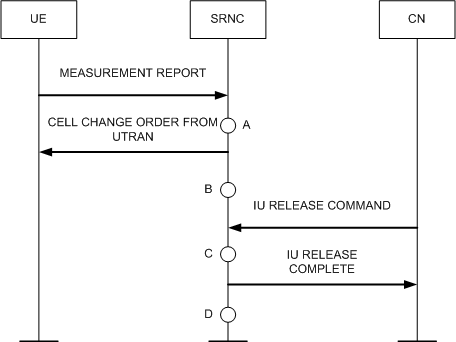 UE
SRNC
CN
MEASUREMENT REPORT
CELL CHANGE ORDER FROM
UTRAN
A
B
IU RELEASE COMMAND
C
IU RELEASE
COMPLETE
D